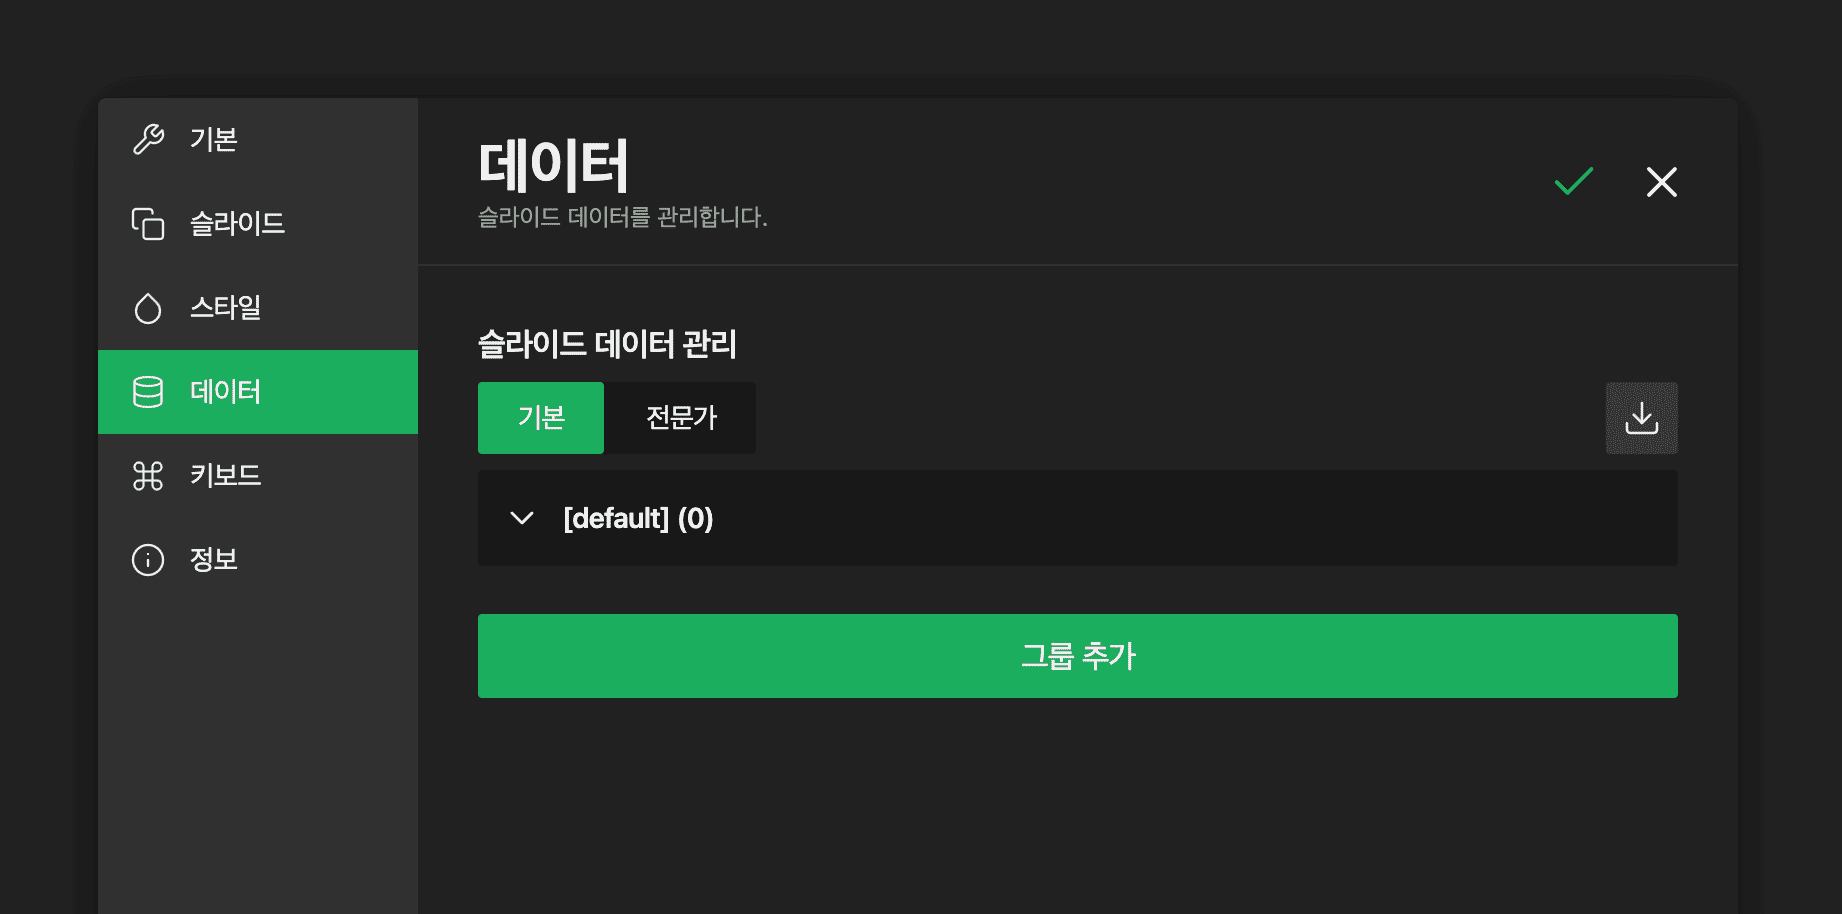 기본
슬라이드
스타일
데이터
키보드
정보
데이터
슬라이드 데이터를 관리합니다.
슬라이드 데이터 관리
기본 전문가
[default] (0)
그룹 추가